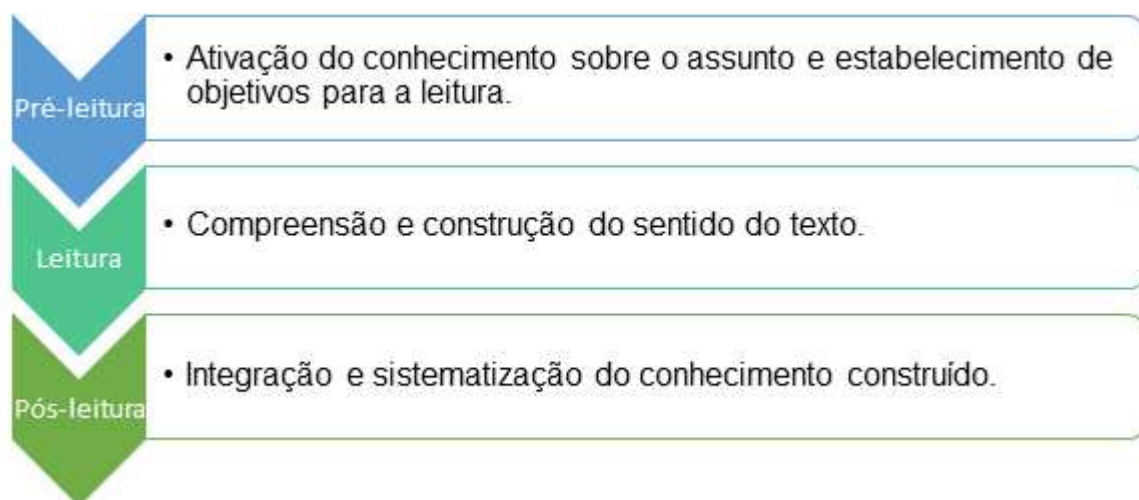 Pré-leitura
• Ativação do conhecimento sobre o assunto e estabelecimento de
objetivos para a leitura.
Leitura
• Compreensão e construção do sentido do texto.
Pós-leitura
• Integração e sistematização do conhecimento construído.